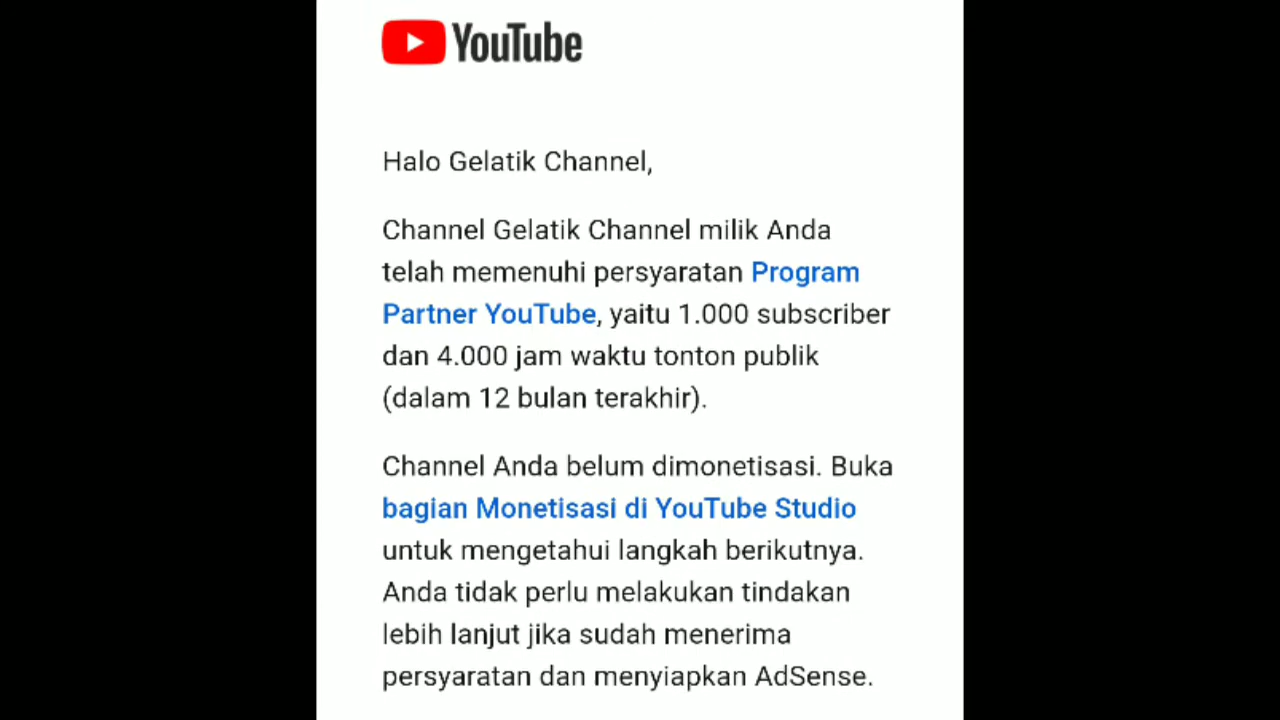 YouTube
Halo Gelatik Channel,
Channel Gelatik Channel milik Anda
telah memenuhi persyaratan Program
Partner YouTube, yaitu 1.000 subscriber
dan 4.000 jam waktu tonton publik
(dalam 12 bulan terakhir).
Channel Anda belum dimonetisasi. Buka
bagian Monetisasi di YouTube Studio
untuk mengetahui langkah berikutnya.
Anda tidak perlu melakukan tindakan
lebih lanjut jika sudah menerima
persyaratan dan menyiapkan AdSense.